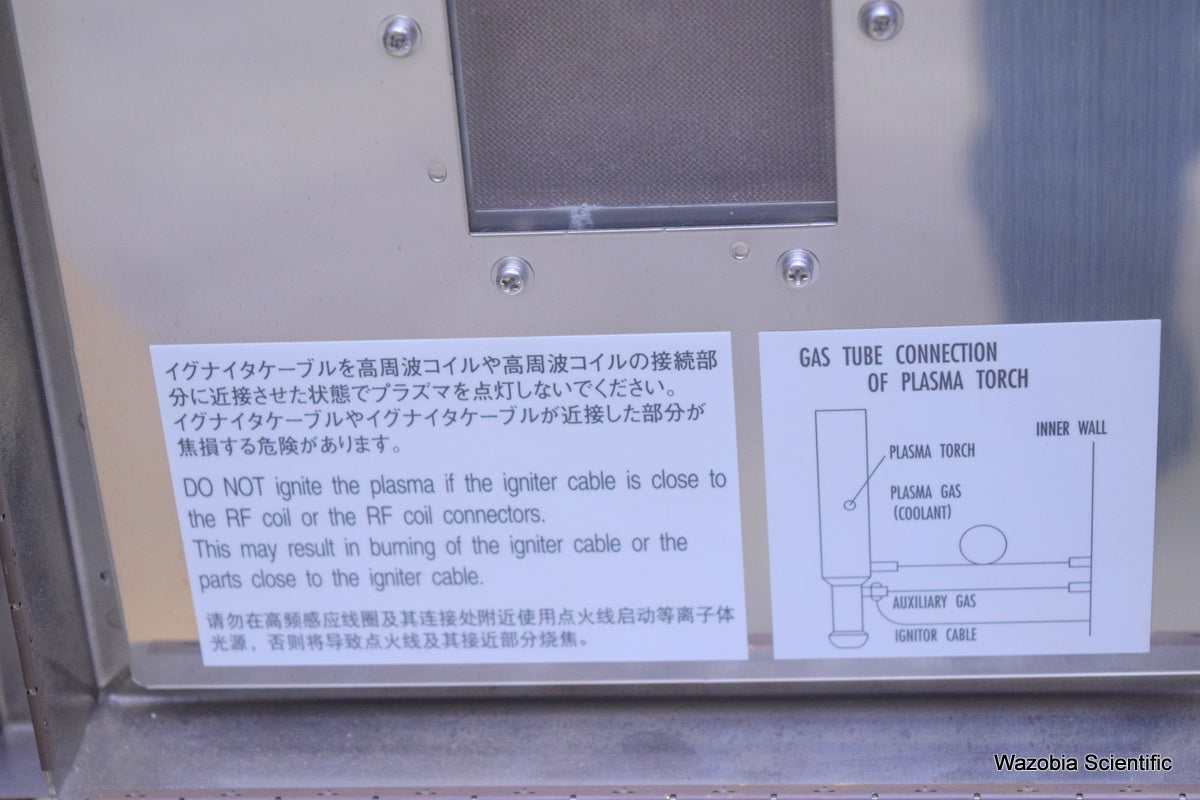 イグナイタケーブルを高周波コイルや高周波コイルの接続部
分に近接させた状態でプラズマを点灯しないでください。
イグナイタケーブルやイグナイタケーブルが近接した部分が
焦損する危険があります。
DO NOT ignite the plasma if the igniter cable is close to
the RF coil or the RF coil connectors.
This may result in burning of the igniter cable or the
parts close to the igniter cable.
请勿在高频感应线圈及其连接处附近使用点火线启动等离子体
光源，否则将导致点火线及其接近部分烧焦。
GAS TUBE CONNECTION
OF PLASMA TORCH
INNER WALL
PLASMA TORCH
PLASMA GAS
(COOLANT)
AUXILIARY GAS
IGNITOR CABLE
Wazobia Scientific